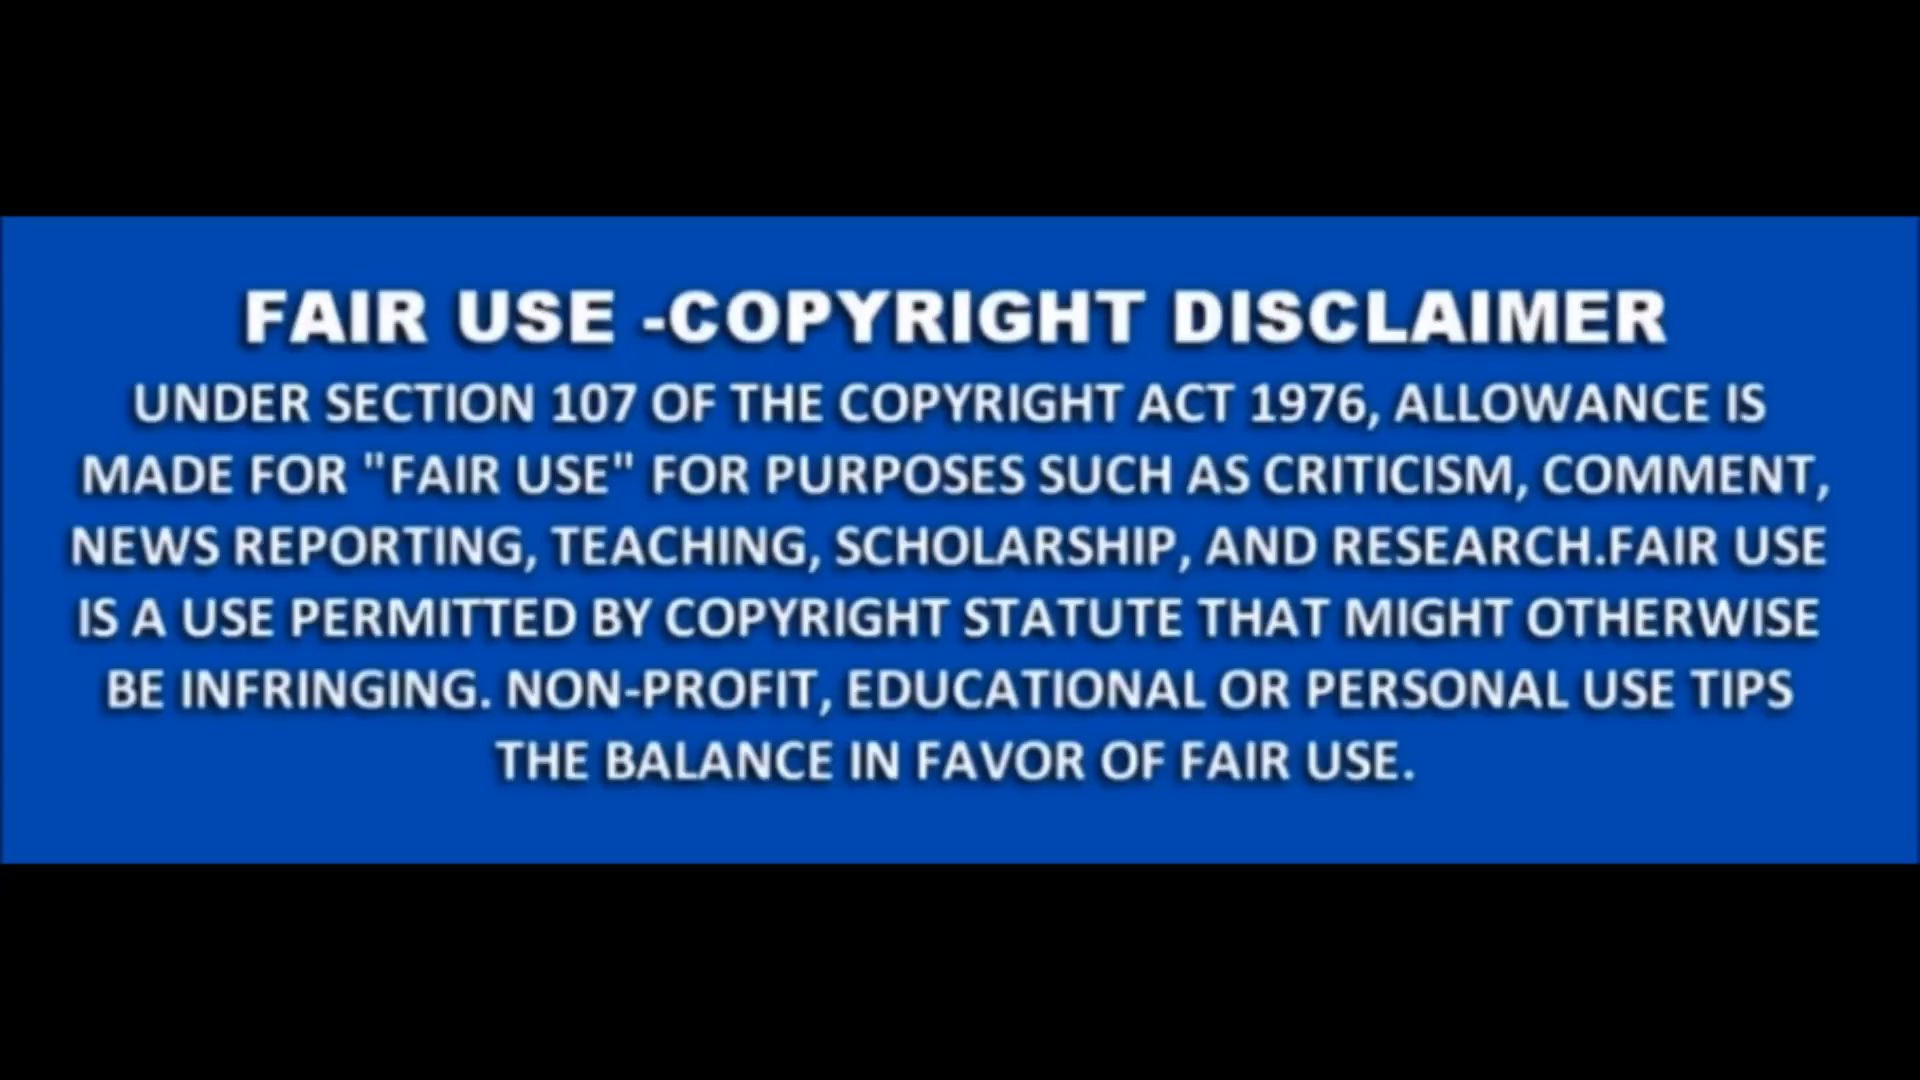 FAIR USE -COPYRIGHT DISCLAIMER
UNDER SECTION 107 OF THE COPYRIGHT ACT 1976, ALLOWANCE IS
MADE FOR "FAIR USE" FOR PURPOSES SUCH AS CRITICISM, COMMENT,
NEWS REPORTING, TEACHING, SCHOLARSHIP, AND RESEARCH.FAIR USE
IS A USE PERMITTED BY COPYRIGHT STATUTE THAT MIGHT OTHERWISE
BE INFRINGING. NON-PROFIT, EDUCATIONAL OR PERSONAL USE TIPS
THE BALANCE IN FAVOR OF FAIR USE.